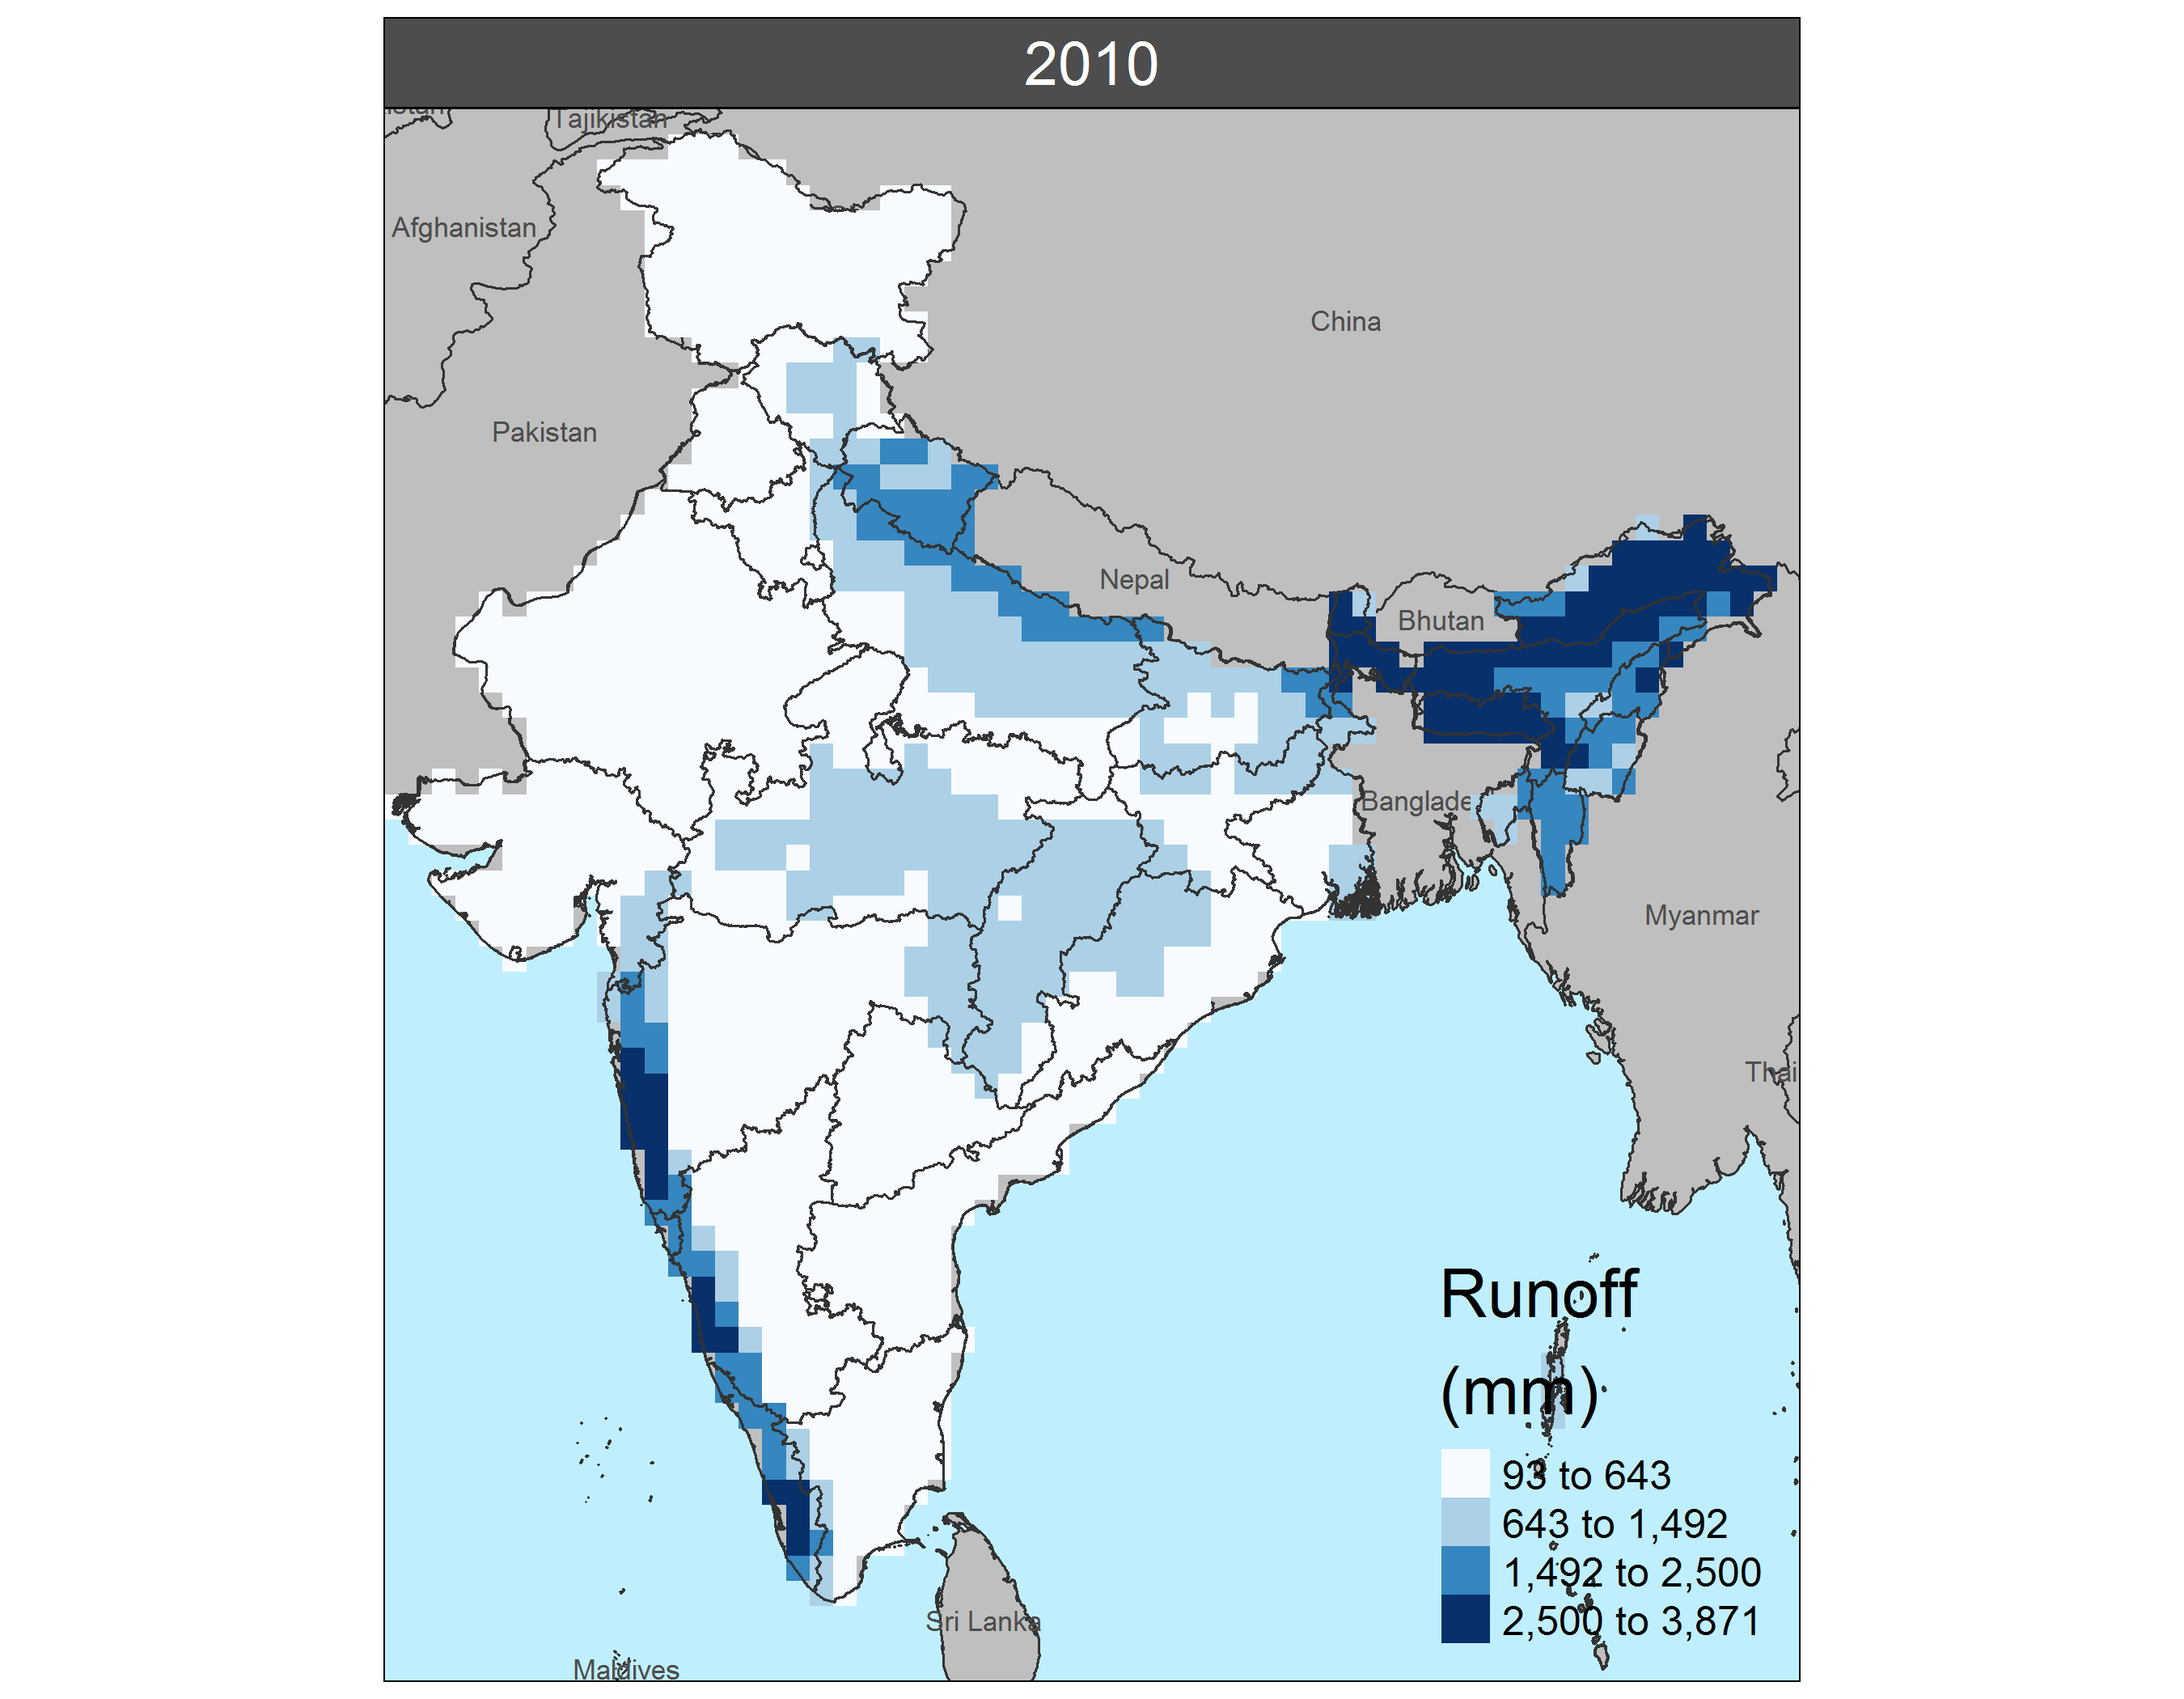 2010
Tajikistan
Afghanistan
China
Pakistan
Nepal
Bhutan
Banglade
Myanmar
Thai
Runoff
(mm)
93 to 643
643 to 1,492
1,492 to 2,500
2,500 to 3,871
Sri Lanka
Maldives